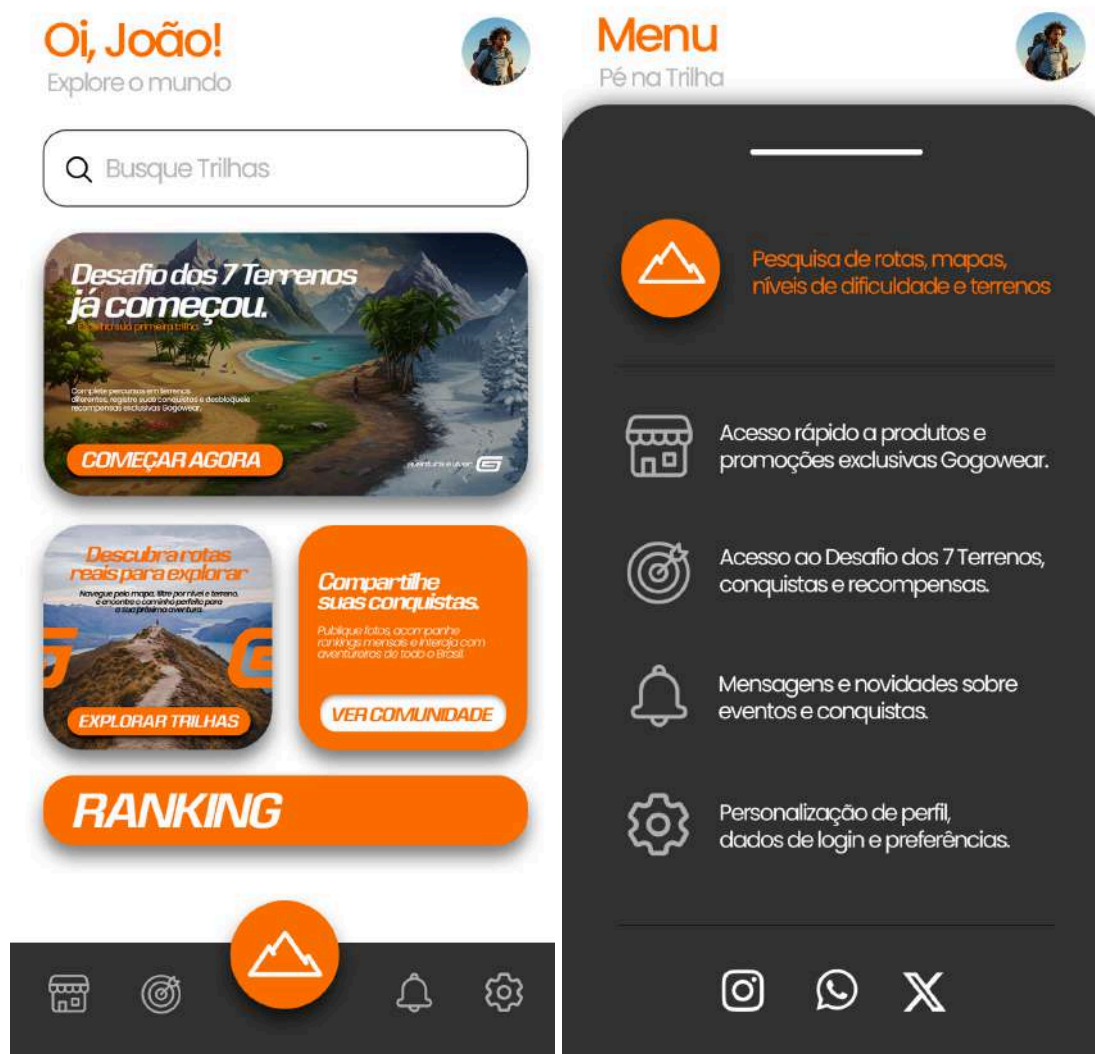 Oi, João!
Explore o mundo
Busque Trilhas
Desafio dos 7 Terrenos
já começou.
sua primeira trilha
Complete percursos em terrenos
diferentes, registre suas conquistas e desbloqueie
recompensas exclusivas Gogowear.
COMEÇAR AGORA
aventura é viver
Descubra rotas
reais para explorar
Navegue pelo mapa, filtre por nível e terreno,
e encontre o caminho perfeito para
a sua próxima aventura.
EXPLORAR TRILHAS
Compartilhe
suas conquistas.
Publique fotos, acompanhe
rankings mensais e interaja com
aventureiros de todo o Brasil.
VER COMUNIDADE
RANKING
Menu
Pé na Trilha
Pesquisa de rotas, mapas,
níveis de dificuldade e terrenos
Acesso rápido a produtos e
promoções exclusivas Gogowear.
Acesso ao Desafio dos 7 Terrenos,
conquistas e recompensas.
Mensagens e novidades sobre
eventos e conquistas.
Personalização de perfil,
dados de login e preferências.